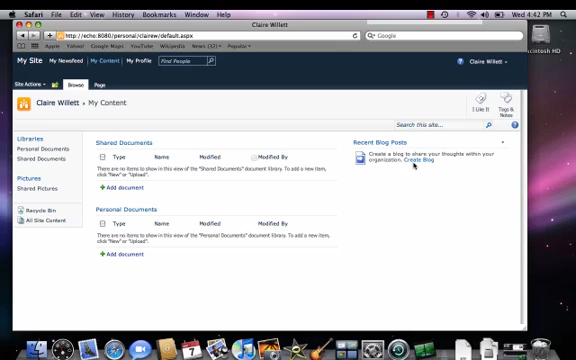 Safari File Edit View History Bookmarks Window Help Wed 4:42 PM
Claire Willett
http://echo:8080/personal/clairew/default.aspx Google
Apple Yahoo! Google Maps YouTube Wikipedia News (32) Popular
Macintosh HD
My Site My Newsfeed My Content My Profile Find People Claire Willett
Site Actions Browse Page
Claire Willett My Content I Like It Tags & Notes
Search this site...
Libraries
Personal Documents
Shared Documents
Pictures
Shared Pictures
Recycle Bin
All Site Content
Shared Documents
Type Name Modified Modified By
There are no items to show in this view of the "Shared Documents" document library. To add a new item,
click "New" or "Upload".
Add document
Personal Documents
Type Name Modified Modified By
There are no items to show in this view of the "Personal Documents" document library. To add a new item,
click "New" or "Upload".
Add document
Recent Blog Posts
Create a blog to share your thoughts within your
organization. Create Blog
7